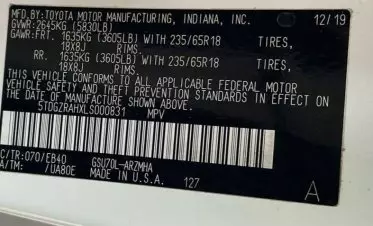 MFD.BY: TOYOTA MOTOR MANUFACTURING, INDIANA, INC. 12/19
GVWR: 2645KG (5830LB)
GAWR: FRT. 1635KG (3605LB) WITH 235/65R18 TIRES,
18X8J RIMS.
RR. 1635KG (3605LB) WITH 235/65R18 TIRES,
18X8J RIMS.
THIS VEHICLE CONFORMS TO ALL APPLICABLE FEDERAL MOTOR
VEHICLE SAFETY AND THEFT PREVENTION STANDARDS IN EFFECT ON
THE DATE OF MANUFACTURE SHOWN ABOVE.
5TDGZRAHXLS000831 MPV
C/TR: 070/EB40 GSU70L-ARZMHA
A/TM: /UA80E MADE IN U.S.A. 127 A